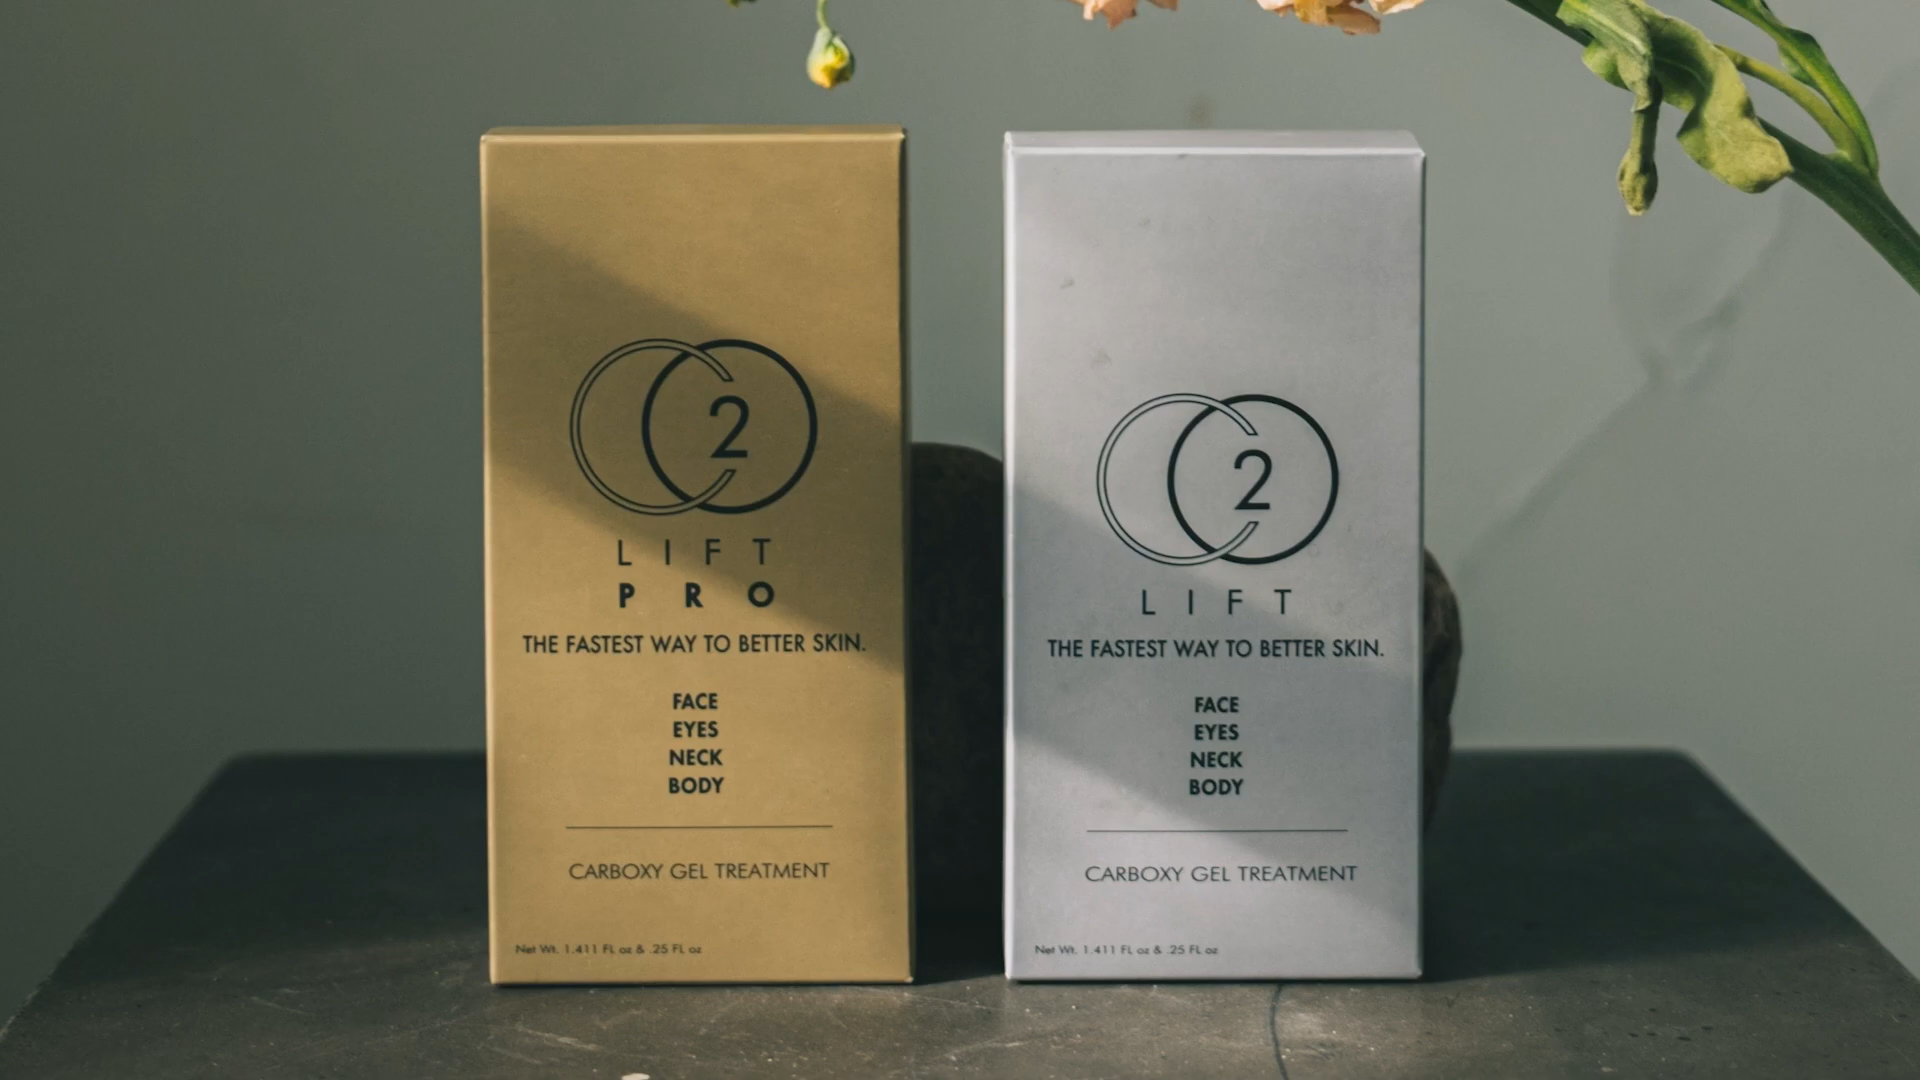 CO2
LIFT
PRO
THE FASTEST WAY TO BETTER SKIN.
FACE
EYES
NECK
BODY
CARBOXY GEL TREATMENT
Net Wt. 1.411 FL oz & .25 FL oz
CO2
LIFT
THE FASTEST WAY TO BETTER SKIN.
FACE
EYES
NECK
BODY
CARBOXY GEL TREATMENT
Net Wt. 1.411 FL oz & .25 FL oz